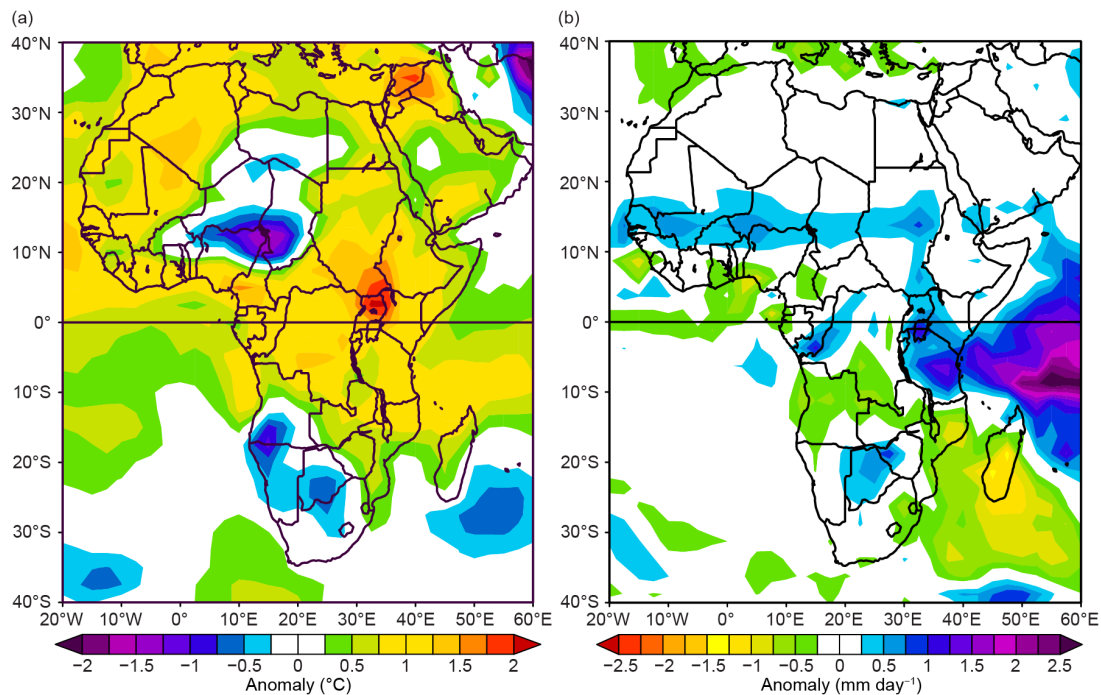 (a)
40°N
30°N
20°N
10°N
0°
10°S
20°S
30°S
40°S
20°W 10°W 0° 10°E 20°E 30°E 40°E 50°E 60°E
−2 −1.5 −1 −0.5 0 0.5 1 1.5 2
Anomaly (°C)
(b)
40°N
30°N
20°N
10°N
0°
10°S
20°S
30°S
40°S
20°W 10°W 0° 10°E 20°E 30°E 40°E 50°E 60°E
−2.5 −2 −1.5 −1 −0.5 0 0.5 1 1.5 2 2.5
Anomaly (mm day⁻¹)